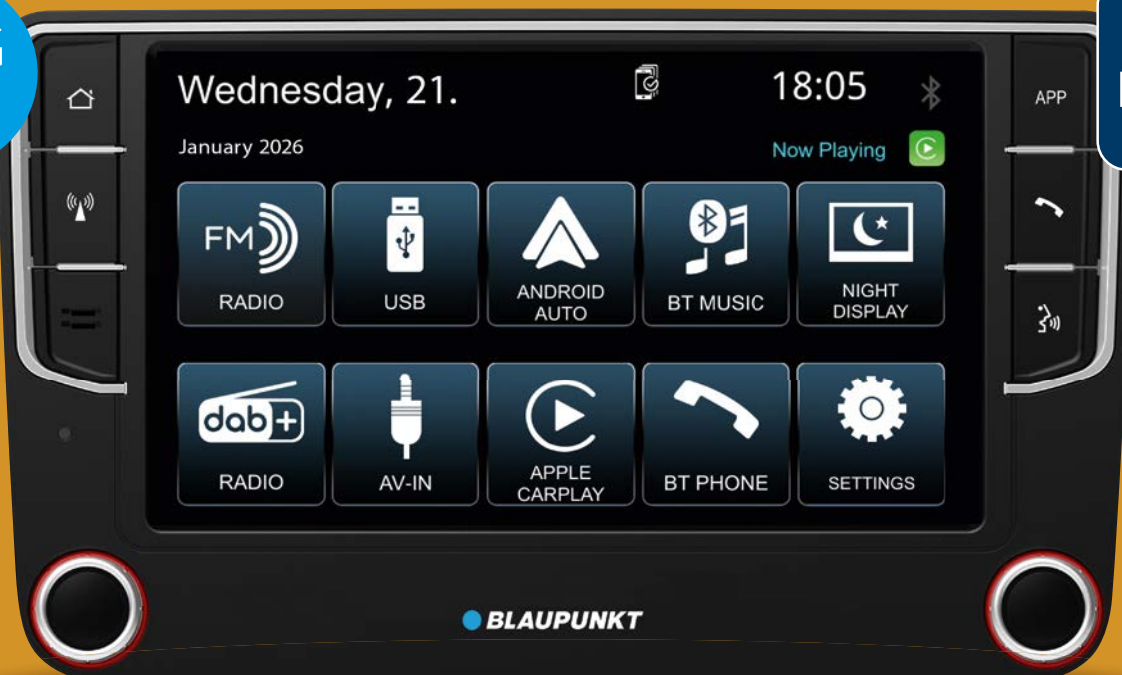 Wednesday, 21.
18:05
January 2026
Now Playing
APP
FM
RADIO
USB
ANDROID
AUTO
BT MUSIC
NIGHT
DISPLAY
dab+
RADIO
AV-IN
APPLE
CARPLAY
BT PHONE
SETTINGS
BLAUPUNKT